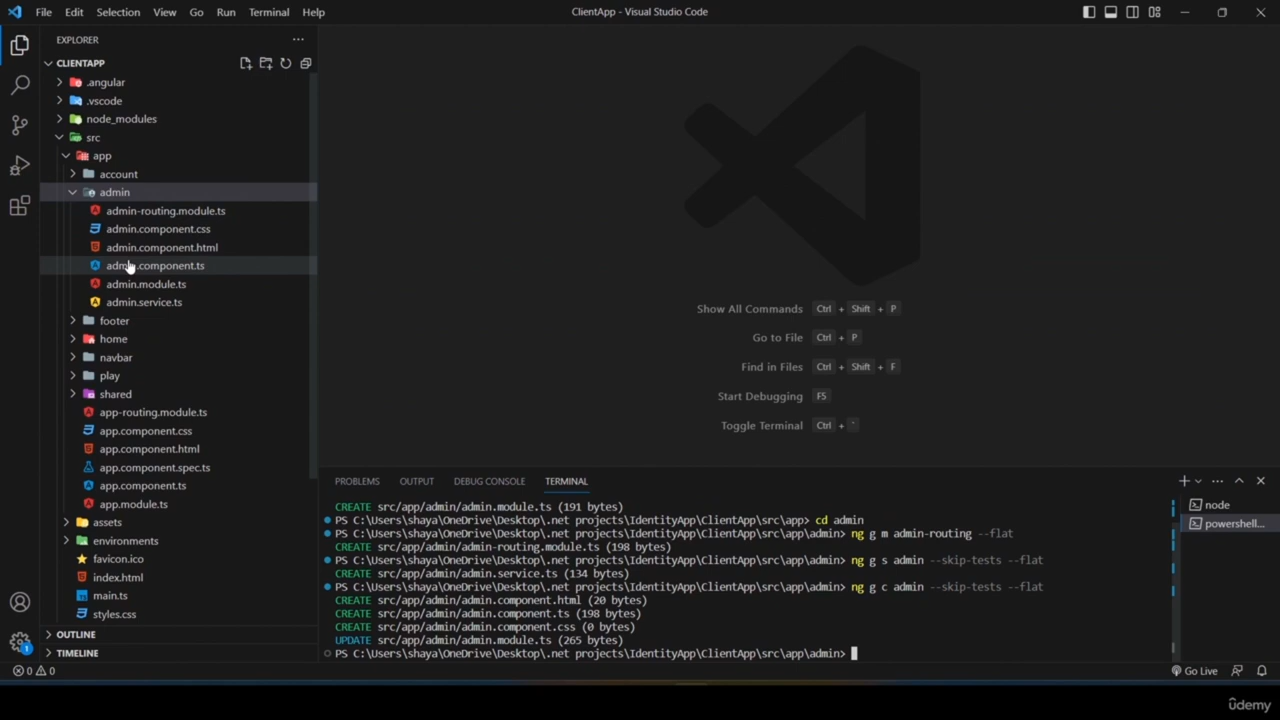 File Edit Selection View Go Run Terminal Help
ClientApp - Visual Studio Code
EXPLORER
CLIENTAPP
.angular
.vscode
node_modules
src
app
account
admin
admin-routing.module.ts
admin.component.css
admin.component.html
admin.component.ts
admin.module.ts
admin.service.ts
footer
home
navbar
play
shared
app-routing.module.ts
app.component.css
app.component.html
app.component.spec.ts
app.component.ts
app.module.ts
assets
environments
favicon.ico
index.html
main.ts
styles.css
OUTLINE
TIMELINE
Show All Commands Ctrl + Shift + P
Go to File Ctrl + P
Find in Files Ctrl + Shift + F
Start Debugging F5
Toggle Terminal Ctrl + `
PROBLEMS OUTPUT DEBUG CONSOLE TERMINAL
CREATE src/app/admin/admin.module.ts (191 bytes)
PS C:\Users\shaya\OneDrive\Desktop\.net projects\IdentityApp\ClientApp\src\app> cd admin
PS C:\Users\shaya\OneDrive\Desktop\.net projects\IdentityApp\ClientApp\src\app\admin> ng g m admin-routing --flat
CREATE src/app/admin/admin-routing.module.ts (198 bytes)
PS C:\Users\shaya\OneDrive\Desktop\.net projects\IdentityApp\ClientApp\src\app\admin> ng g s admin --skip-tests --flat
CREATE src/app/admin/admin.service.ts (134 bytes)
PS C:\Users\shaya\OneDrive\Desktop\.net projects\IdentityApp\ClientApp\src\app\admin> ng g c admin --skip-tests --flat
CREATE src/app/admin/admin.component.html (20 bytes)
CREATE src/app/admin/admin.component.ts (198 bytes)
CREATE src/app/admin/admin.component.css (0 bytes)
UPDATE src/app/admin/admin.module.ts (265 bytes)
PS C:\Users\shaya\OneDrive\Desktop\.net projects\IdentityApp\ClientApp\src\app\admin>
node
powershell...
1
0 0
Go Live
ûdemy